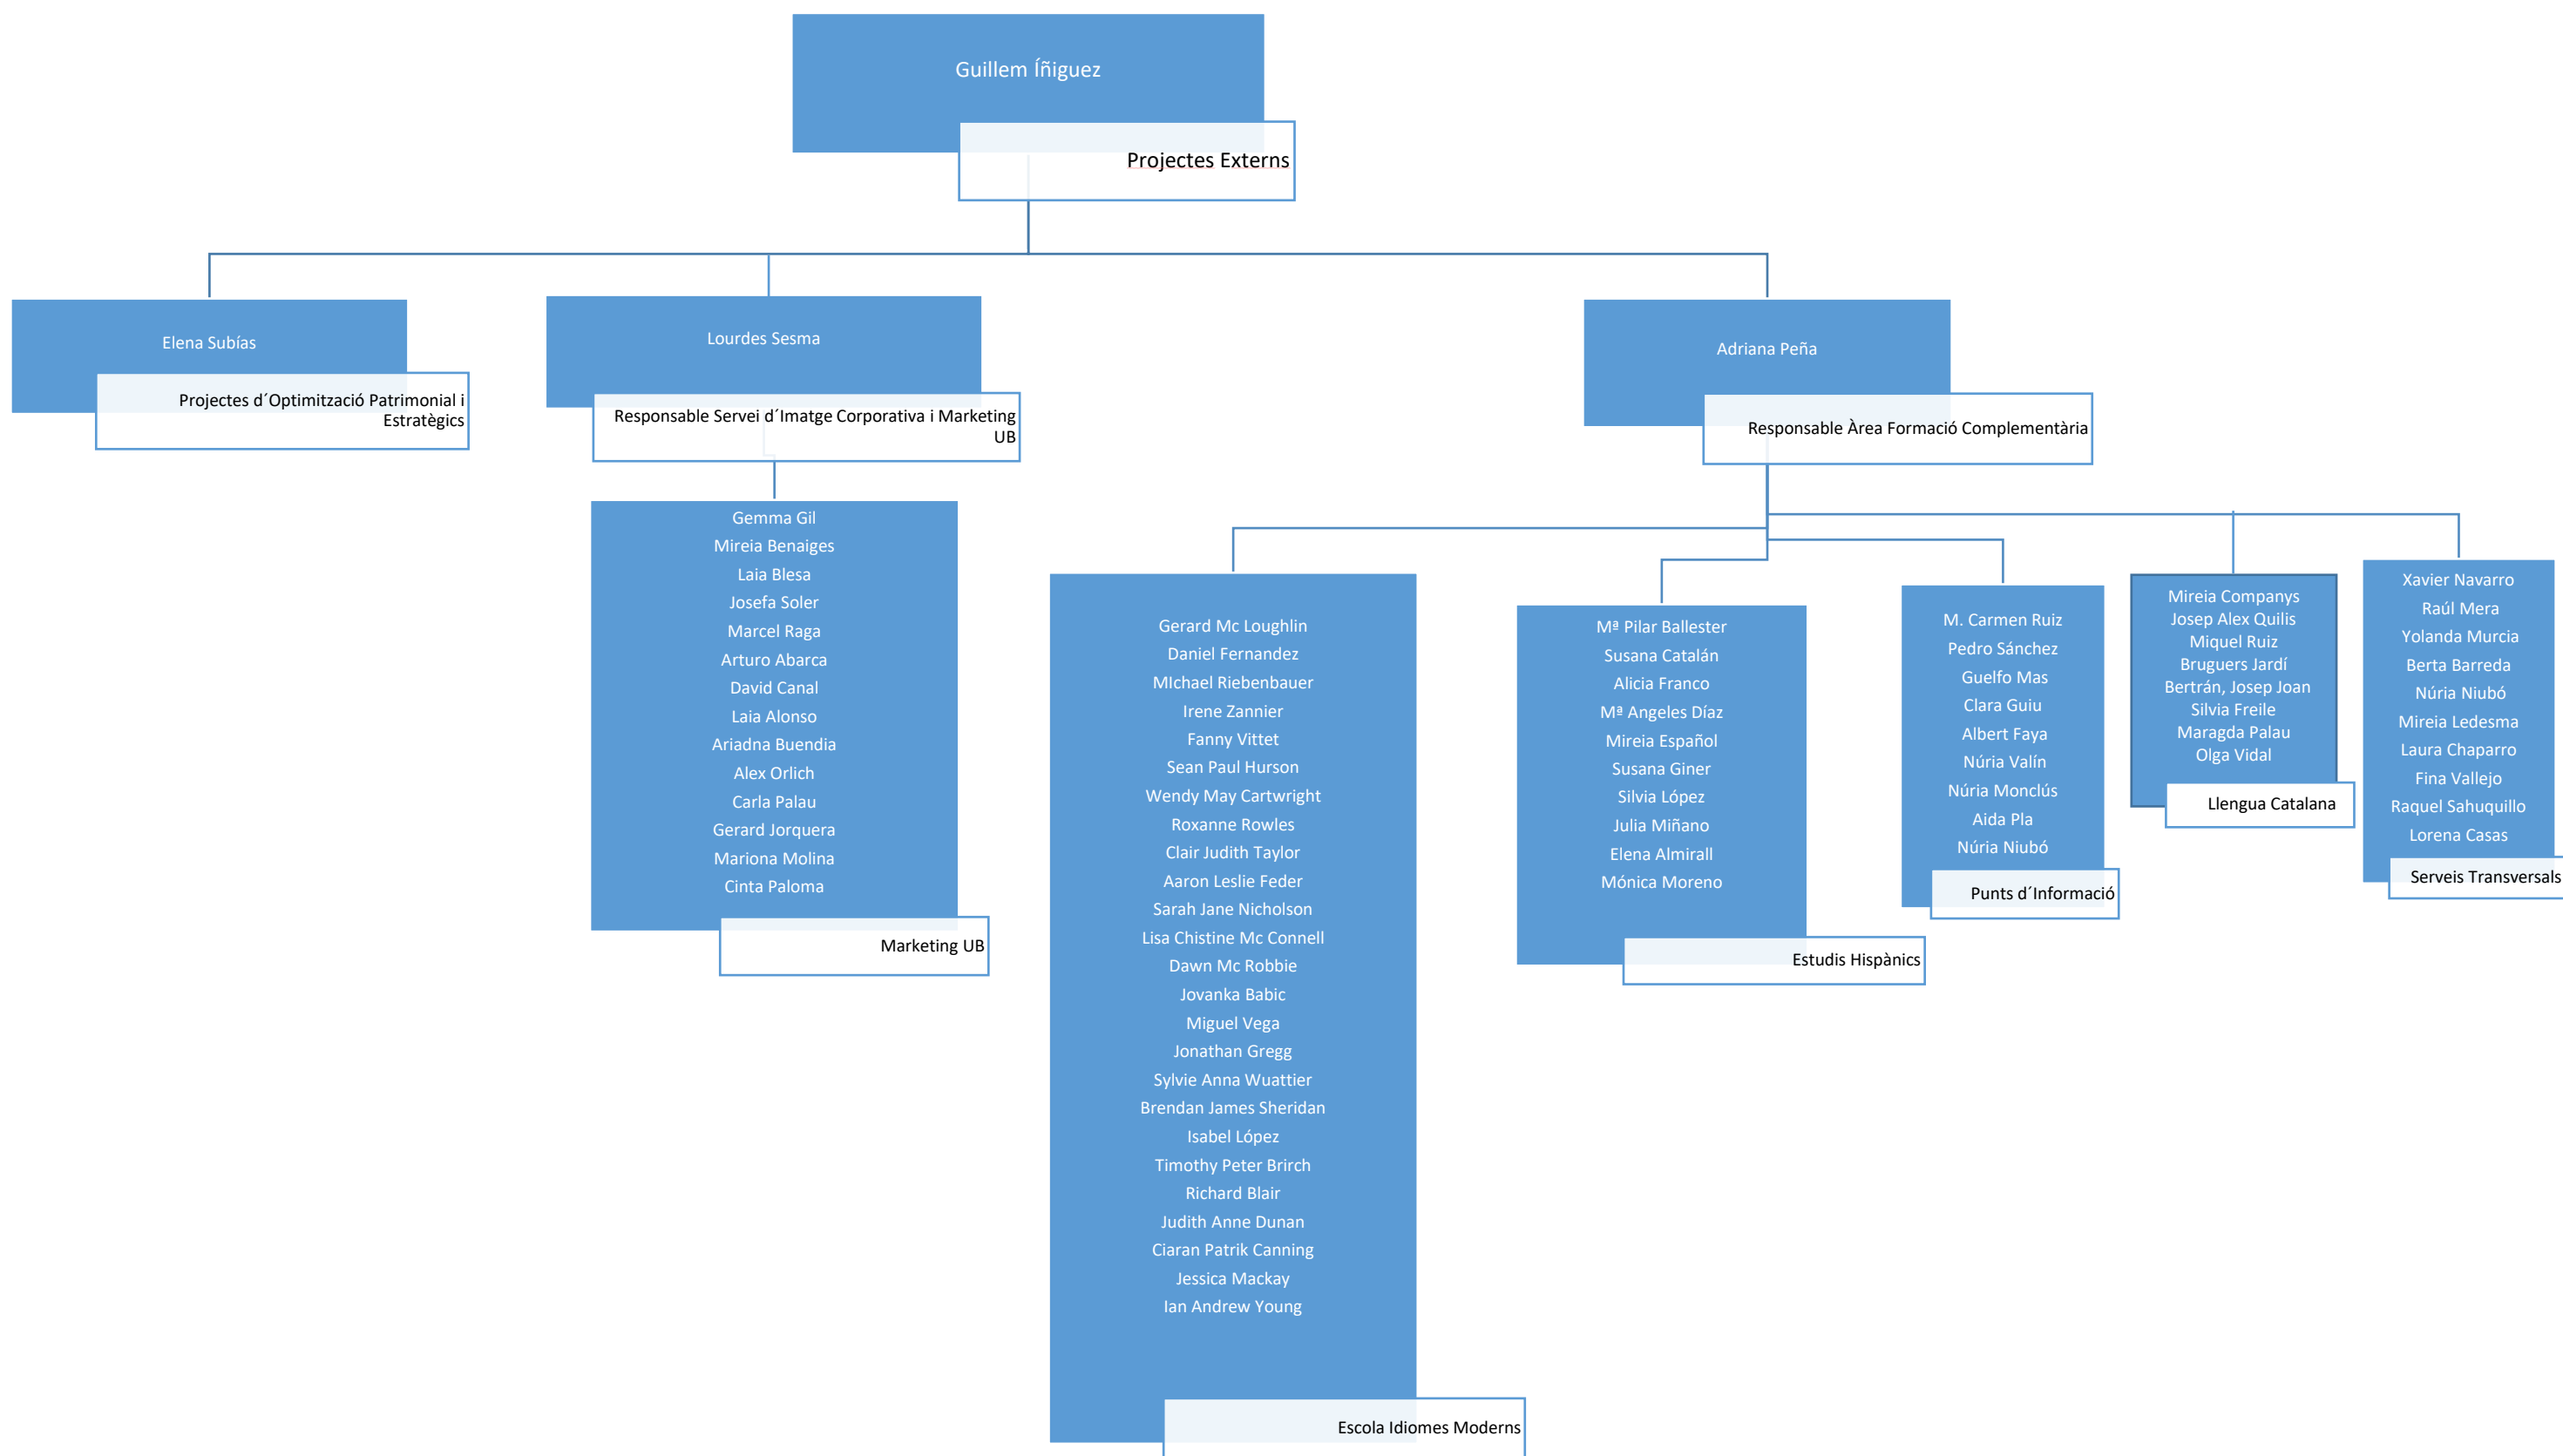 Guillem Íñiguez
Projectes Externs
Elena Subías
Projectes d´Optimització Patrimonial i
Estratègics
Lourdes Sesma
Responsable Servei d´Imatge Corporativa i Marketing
UB
Adriana Peña
Responsable Àrea Formació Complementària
Gemma Gil
Mireia Benaiges
Laia Blesa
Josefa Soler
Marcel Raga
Arturo Abarca
David Canal
Laia Alonso
Ariadna Buendia
Alex Orlich
Carla Palau
Gerard Jorquera
Mariona Molina
Cinta Paloma
Marketing UB
Gerard Mc Loughlin
Daniel Fernandez
MIchael Riebenbauer
Irene Zannier
Fanny Vittet
Sean Paul Hurson
Wendy May Cartwright
Roxanne Rowles
Clair Judith Taylor
Aaron Leslie Feder
Sarah Jane Nicholson
Lisa Chistine Mc Connell
Dawn Mc Robbie
Jovanka Babic
Miguel Vega
Jonathan Gregg
Sylvie Anna Wuattier
Brendan James Sheridan
Isabel López
Timothy Peter Brirch
Richard Blair
Judith Anne Dunan
Ciaran Patrik Canning
Jessica Mackay
Ian Andrew Young
Escola Idiomes Moderns
Mª Pilar Ballester
Susana Catalán
Alicia Franco
Mª Angeles Díaz
Mireia Español
Susana Giner
Silvia López
Julia Miñano
Elena Almirall
Mónica Moreno
Estudis Hispànics
M. Carmen Ruiz
Pedro Sánchez
Guelfo Mas
Clara Guiu
Albert Faya
Núria Valín
Núria Monclús
Aida Pla
Núria Niubó
Punts d´Informació
Mireia Companys
Josep Alex Quilis
Miquel Ruiz
Bruguers Jardí
Bertrán, Josep Joan
Silvia Freile
Maragda Palau
Olga Vidal
Llengua Catalana
Xavier Navarro
Raúl Mera
Yolanda Murcia
Berta Barreda
Núria Niubó
Mireia Ledesma
Laura Chaparro
Fina Vallejo
Raquel Sahuquillo
Lorena Casas
Serveis Transversals